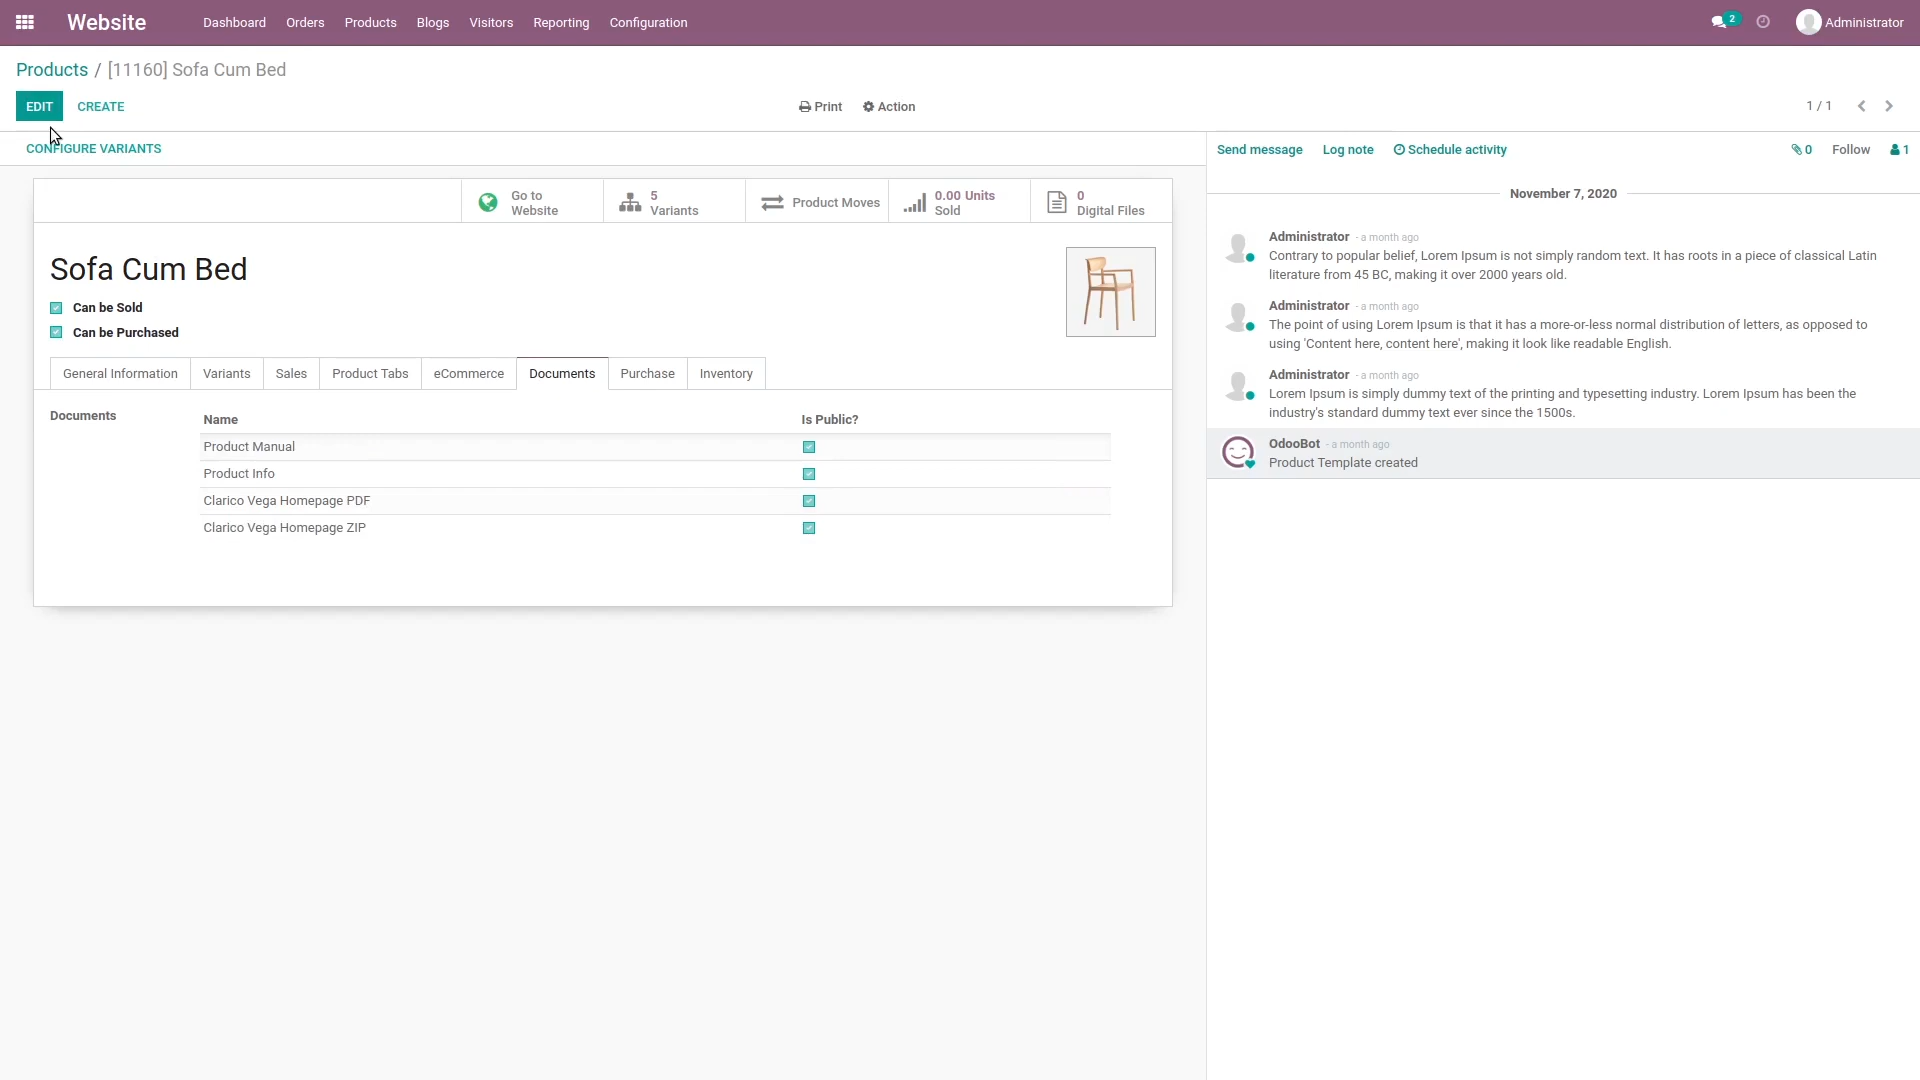 Website
Dashboard Orders Products Blogs Visitors Reporting Configuration
2
Administrator
Products / [11160] Sofa Cum Bed
EDIT CREATE
Print Action
1 / 1
CONFIGURE VARIANTS
Go to Website
5 Variants
Product Moves
0.00 Units Sold
0 Digital Files
Sofa Cum Bed
Can be Sold
Can be Purchased
General Information Variants Sales Product Tabs eCommerce Documents Purchase Inventory
Documents
Name Is Public?
Product Manual
Product Info
Clarico Vega Homepage PDF
Clarico Vega Homepage ZIP
Send message Log note Schedule activity
0 Follow 1
November 7, 2020
Administrator - a month ago
Contrary to popular belief, Lorem Ipsum is not simply random text. It has roots in a piece of classical Latin
literature from 45 BC, making it over 2000 years old.
Administrator - a month ago
The point of using Lorem Ipsum is that it has a more-or-less normal distribution of letters, as opposed to
using 'Content here, content here', making it look like readable English.
Administrator - a month ago
Lorem Ipsum is simply dummy text of the printing and typesetting industry. Lorem Ipsum has been the
industry's standard dummy text ever since the 1500s.
OdooBot - a month ago
Product Template created